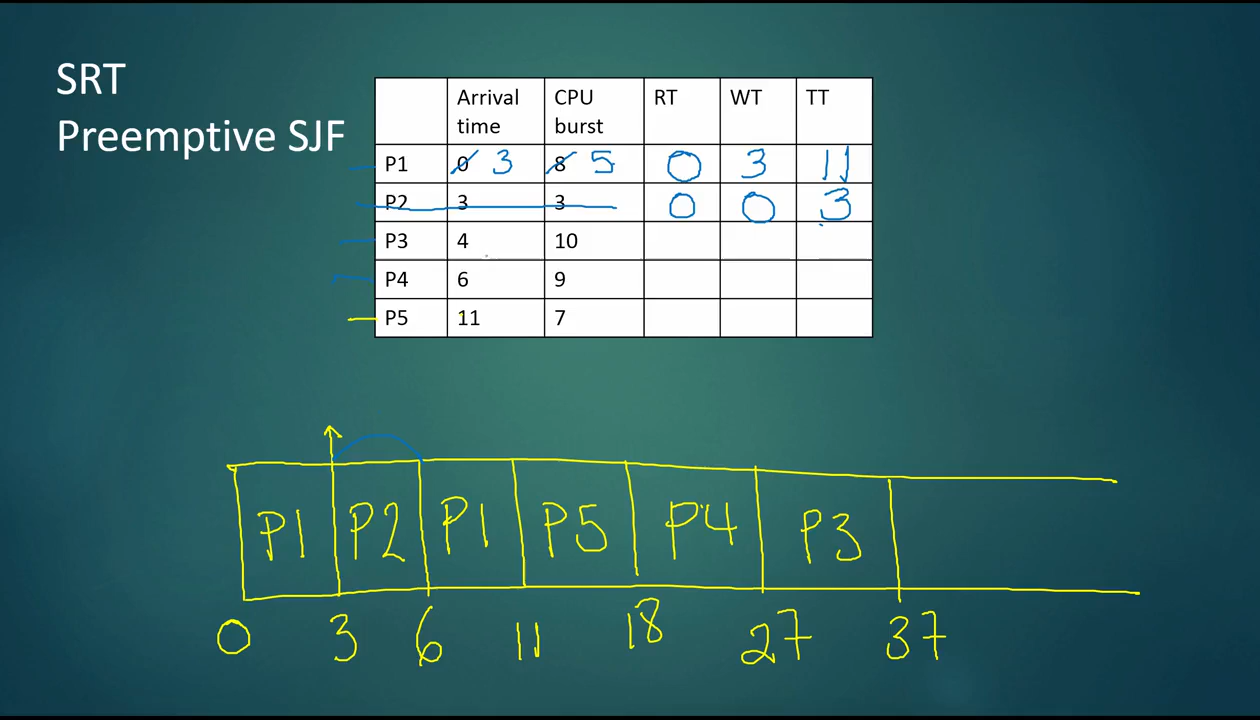 SRT
Preemptive SJF
Arrival time CPU burst RT WT TT
P1 0 3 8 5 0 3 11
P2 3 3 0 0 3
P3 4 10
P4 6 9
P5 11 7
P1 P2 P1 P5 P4 P3
0 3 6 11 18 27 37